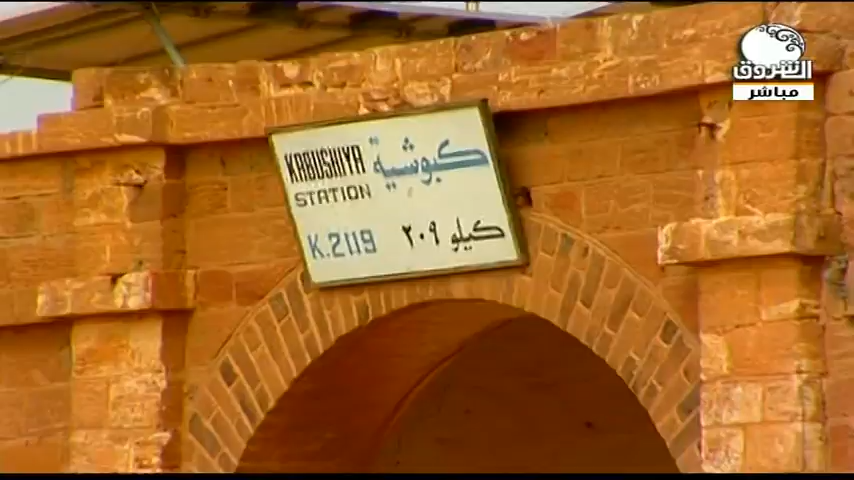 الشروق
مباشر
KABUSHIYA كبوشية
STATION
K.2119 كيلو ٢٠٩